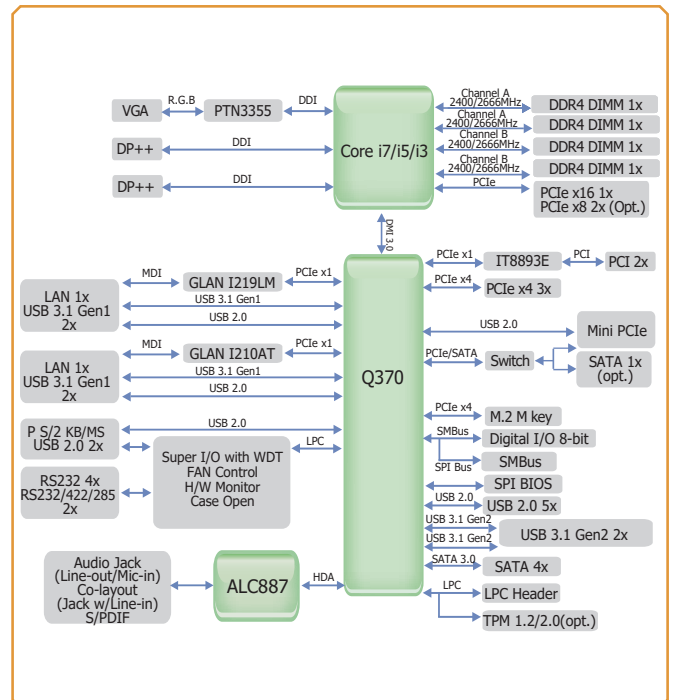 VGA
R.G.B
PTN3355
DDI
DP++
DDI
DP++
DDI
Core i7/i5/i3
Channel A
2400/2666MHz
DDR4 DIMM 1x
Channel A
2400/2666MHz
DDR4 DIMM 1x
Channel B
2400/2666MHz
DDR4 DIMM 1x
Channel B
2400/2666MHz
DDR4 DIMM 1x
PCIe
PCIe x16 1x
PCIe x8 2x (Opt.)
DMI 3.0
Q370
LAN 1x
USB 3.1 Gen1
2x
MDI
GLAN I219LM
PCIe x1
USB 3.1 Gen1
USB 2.0
LAN 1x
USB 3.1 Gen1
2x
MDI
GLAN I210AT
PCIe x1
USB 3.1 Gen1
USB 2.0
P S/2 KB/MS
USB 2.0 2x
USB 2.0
Super I/O with WDT
FAN Control
H/W Monitor
Case Open
LPC
RS232 4x
RS232/422/285
2x
Audio Jack
(Line-out/Mic-in)
Co-layout
(Jack w/Line-in)
S/PDIF
ALC887
HDA
PCIe x1
IT8893E
PCI
PCI 2x
PCIe x4
PCIe x4 3x
USB 2.0
Mini PCIe
PCIe/SATA
Switch
SATA 1x
(opt.)
PCIe x4
M.2 M key
SMBus
Digital I/O 8-bit
SMBus
SPI Bus
SPI BIOS
USB 2.0
USB 2.0 5x
USB 3.1 Gen2
USB 3.1 Gen2
USB 3.1 Gen2 2x
SATA 3.0
SATA 4x
LPC
LPC Header
TPM 1.2/2.0(opt.)